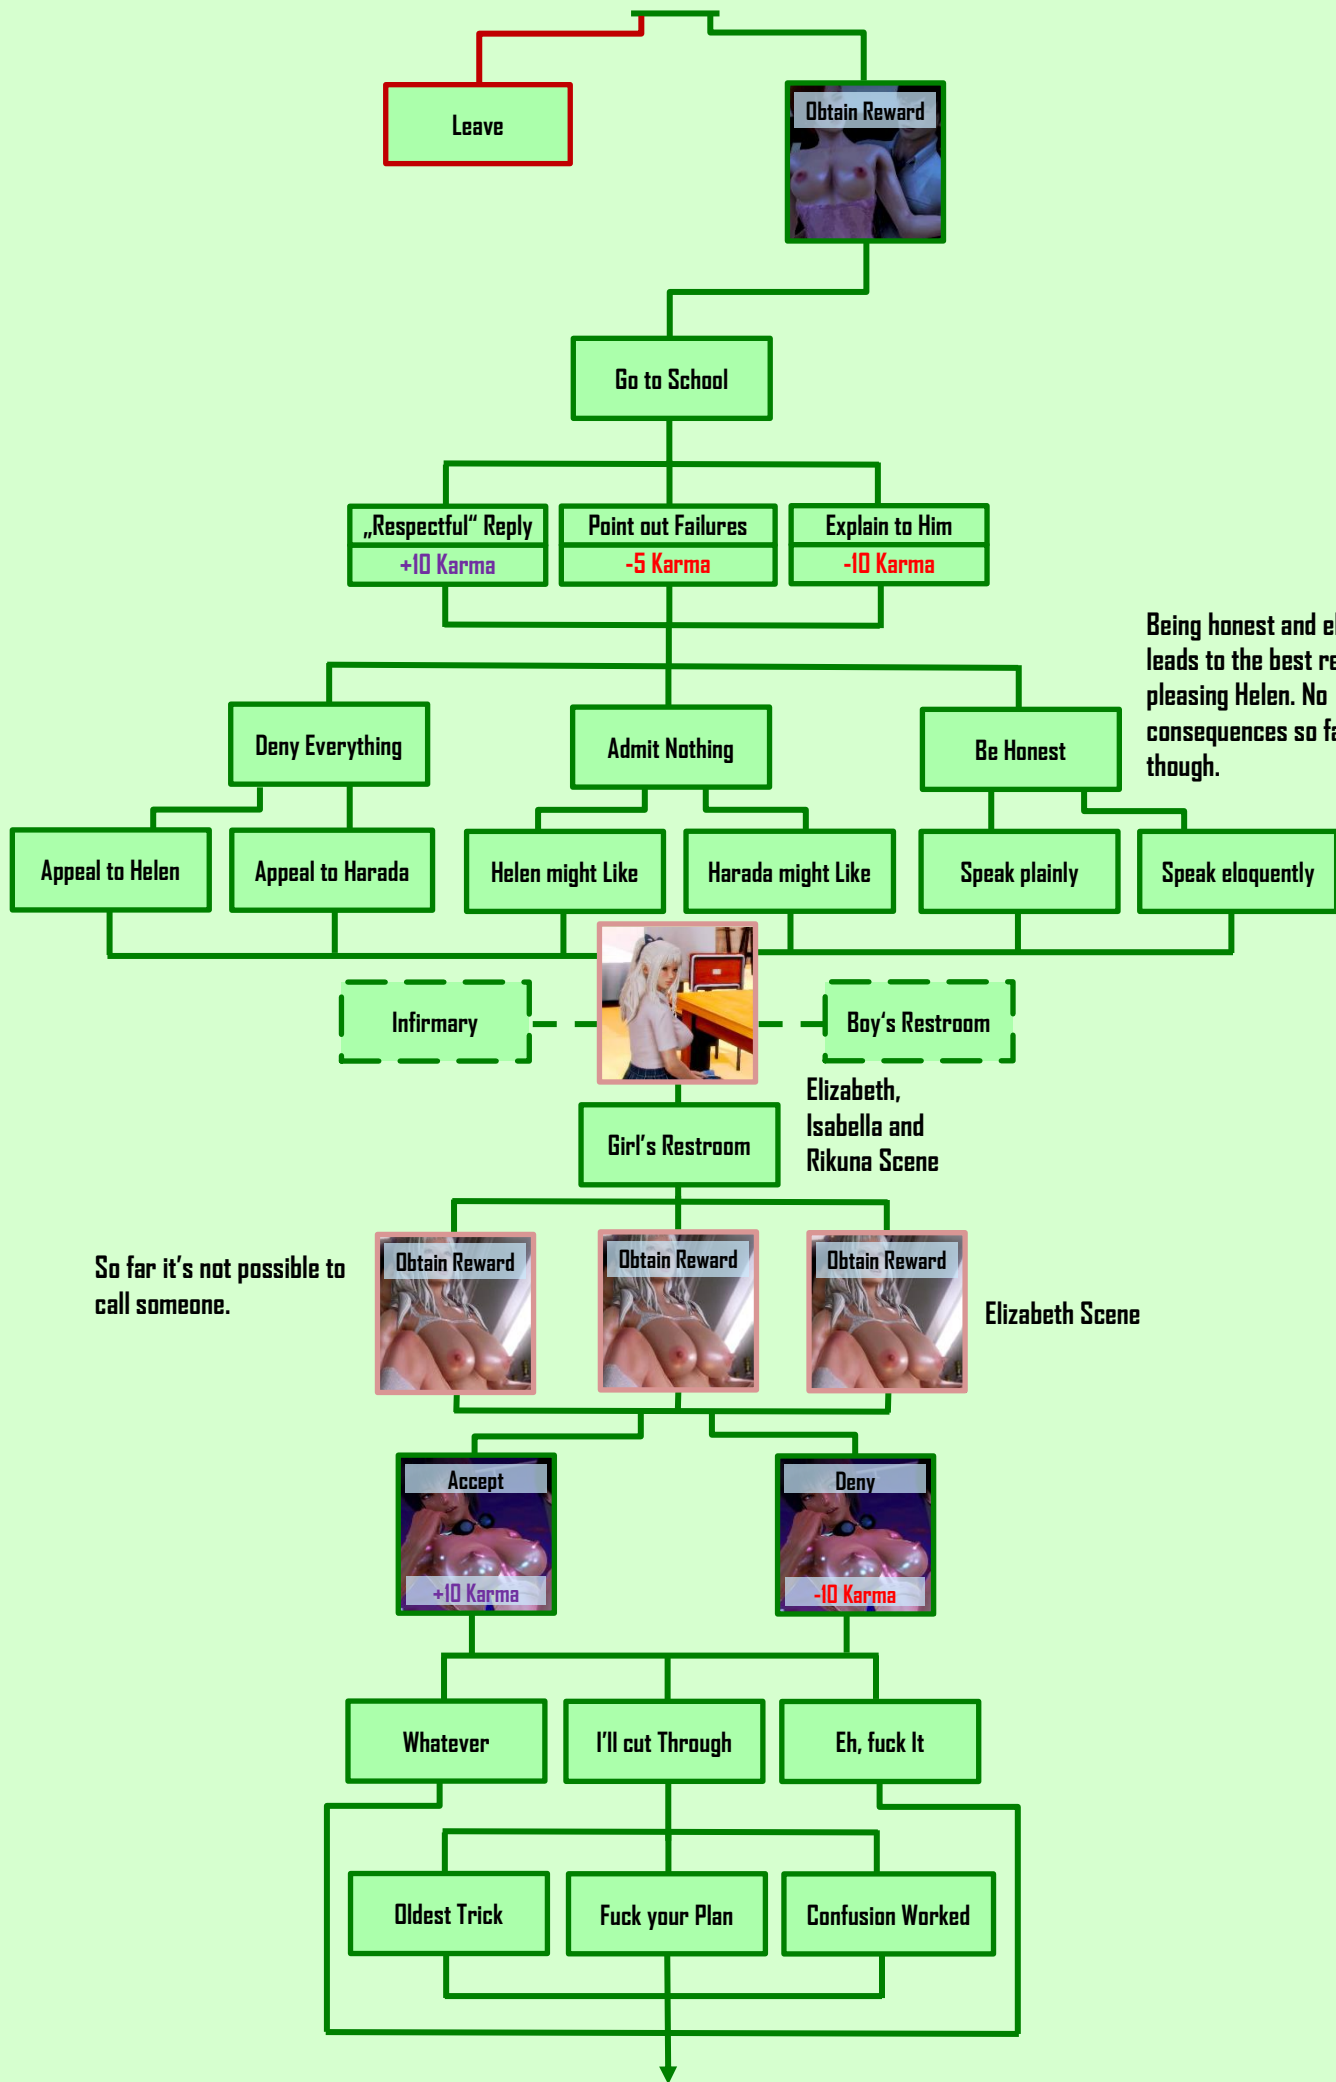 Leave
Obtain Reward
Go to School
„Respectful“ Reply
+10 Karma
Point out Failures
-5 Karma
Explain to Him
-10 Karma
Being honest and el
leads to the best re
pleasing Helen. No
consequences so fa
though.
Deny Everything
Admit Nothing
Be Honest
Appeal to Helen
Appeal to Harada
Helen might Like
Harada might Like
Speak plainly
Speak eloquently
Infirmary
Boy's Restroom
Elizabeth,
Isabella and
Rikuna Scene
Girl's Restroom
So far it's not possible to
call someone.
Obtain Reward
Obtain Reward
Obtain Reward
Elizabeth Scene
Accept
+10 Karma
Deny
-10 Karma
Whatever
I'll cut Through
Eh, fuck It
Oldest Trick
Fuck your Plan
Confusion Worked